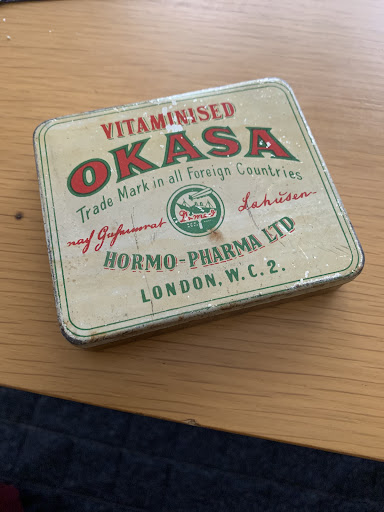 VITAMINISED
OKASA
Trade Mark in all Foreign Countries
nach Geheimrat Lahusen
HORMO-PHARMA LTD
LONDON, W.C.2.